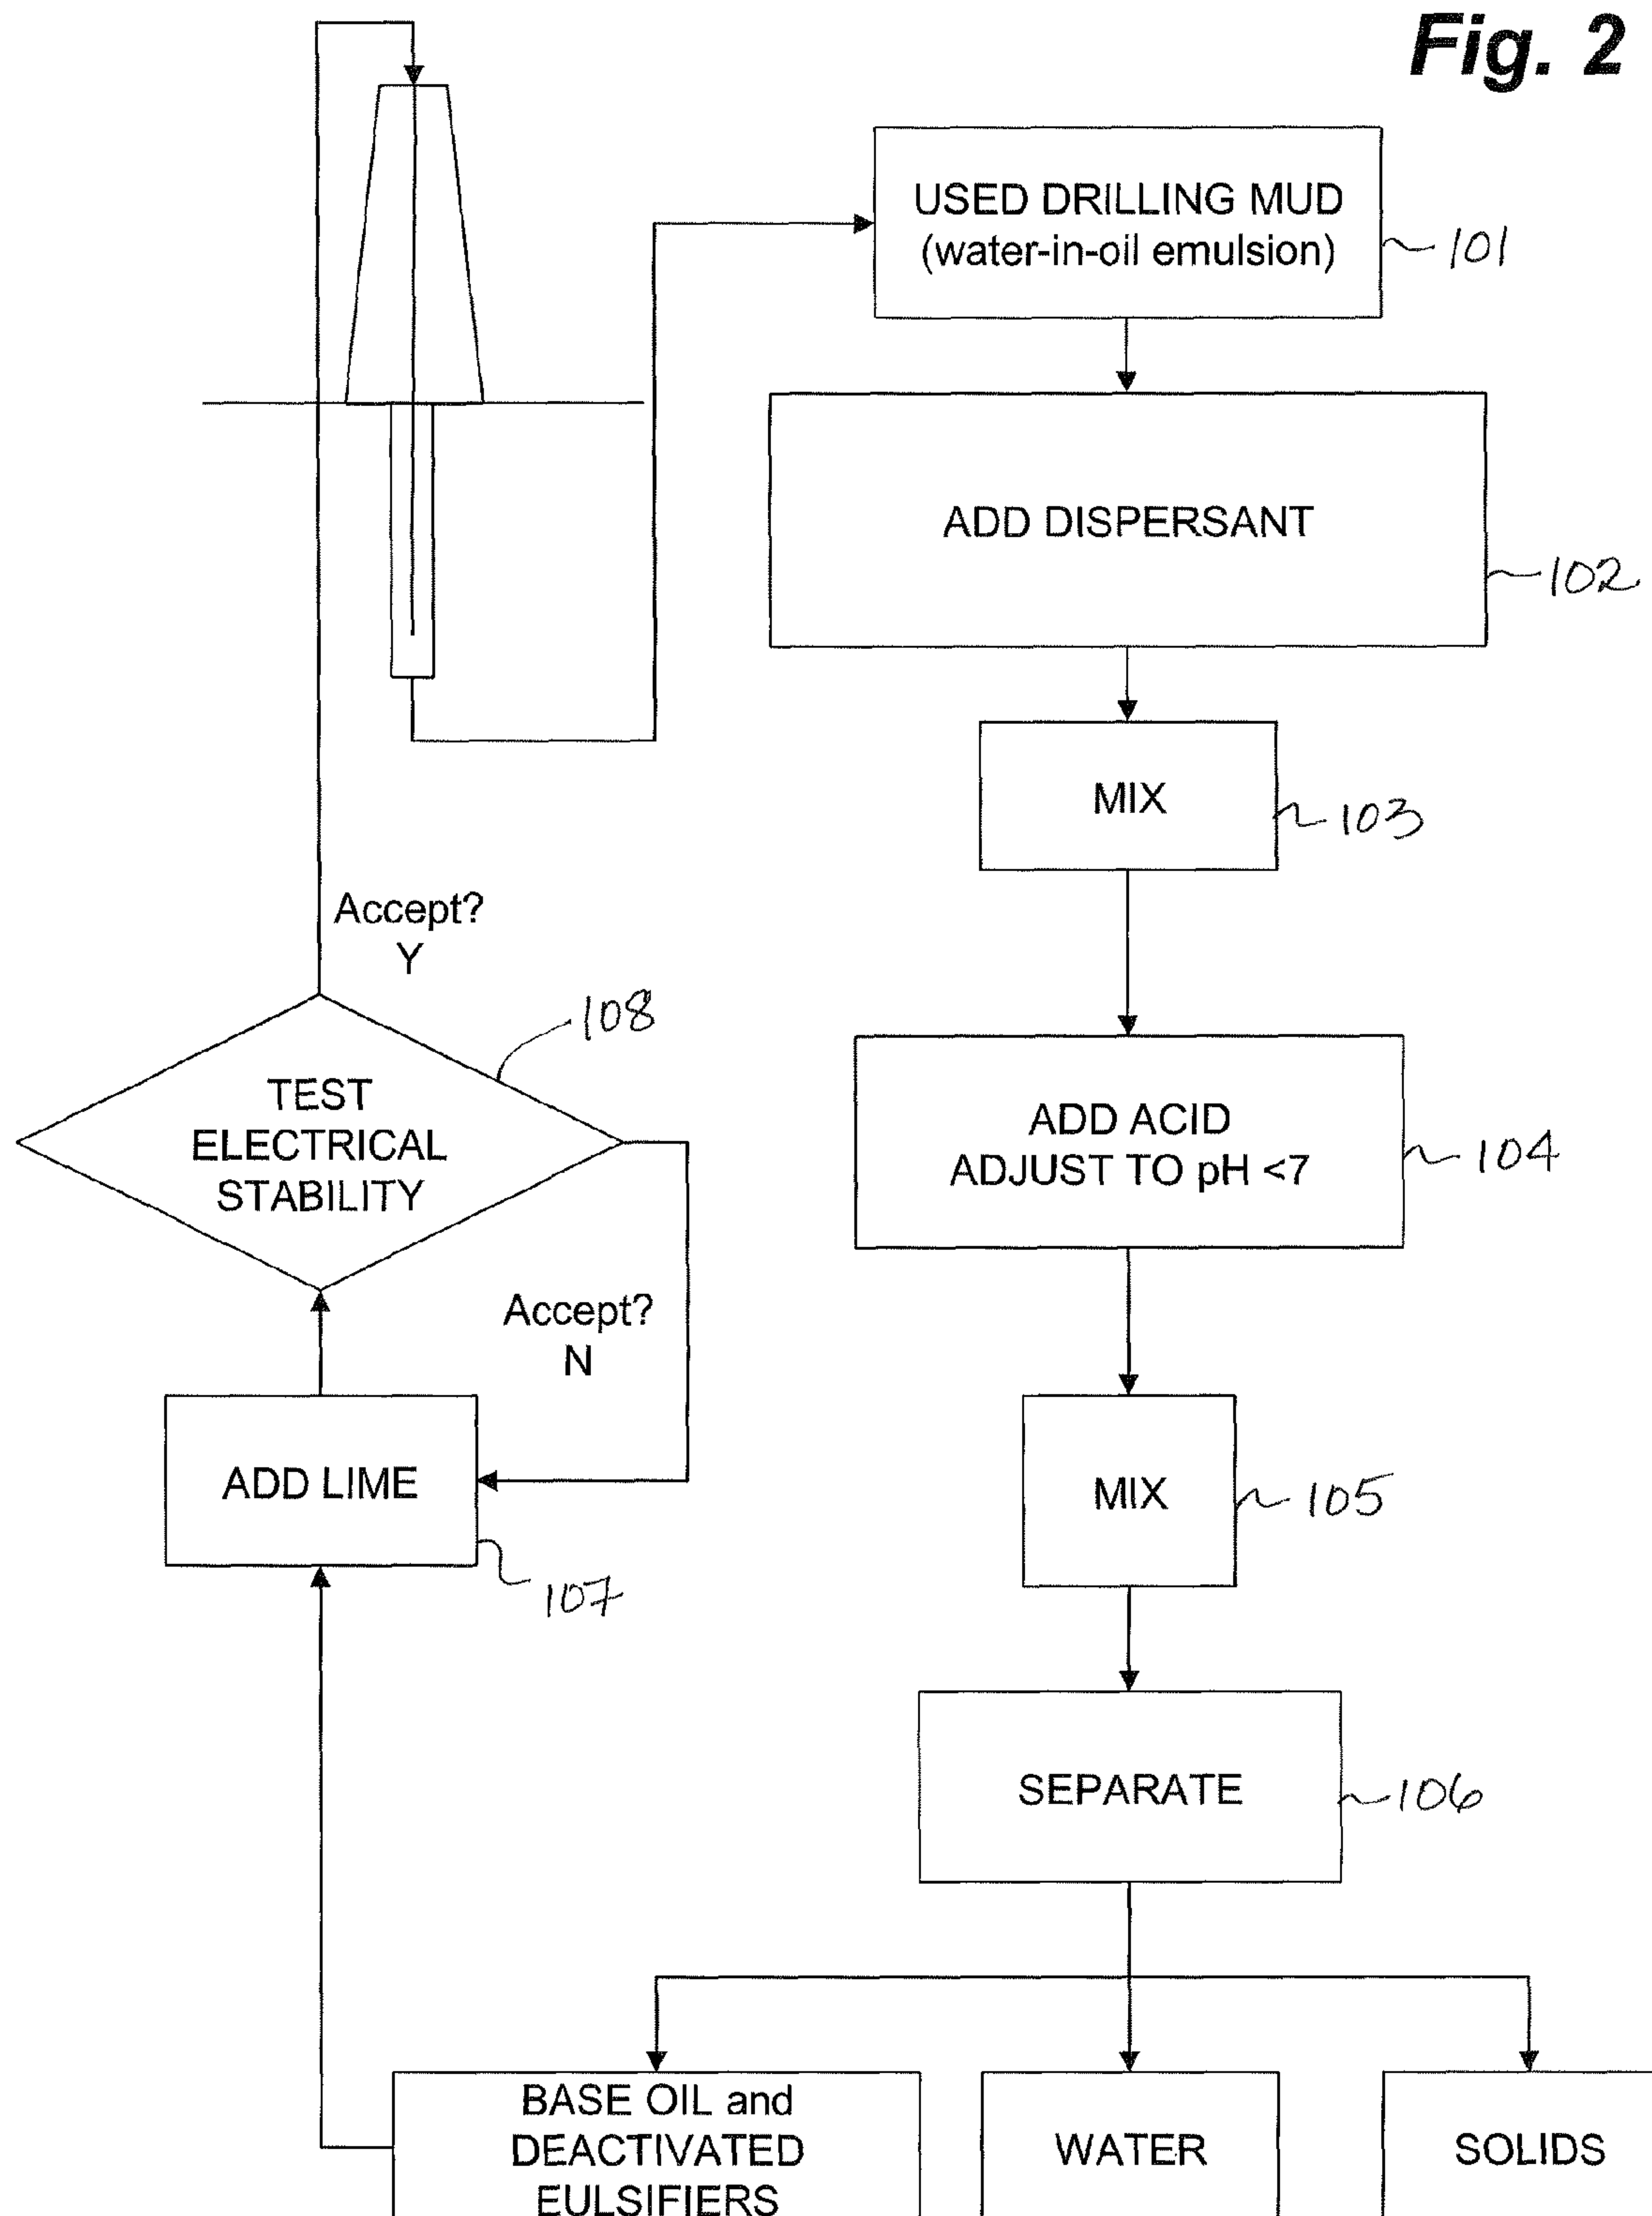 Fig. 2
USED DRILLING MUD
(water-in-oil emulsion)
101
ADD DISPERSANT
102
MIX
103
Accept?
Y
108
TEST
ELECTRICAL
STABILITY
ADD ACID
ADJUST TO pH <7
104
Accept?
N
ADD LIME
107
MIX
105
SEPARATE
106
BASE OIL and
DEACTIVATED
EULSIFIERS
WATER
SOLIDS